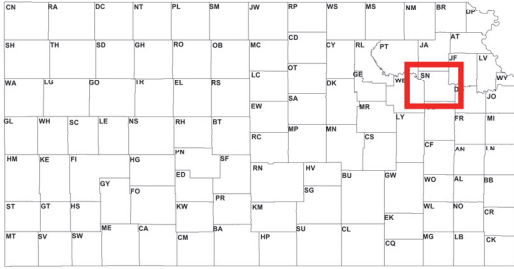 CN RA DC NT PL SM JW RP WS MS NM BR DP
AT
CD CY RL PT JA
SH TH SD GH RO OB MC JF LV
OT GE SN WY
LC WB
WA LG GO TR EL RS DK JO
SA MR
EW LY
GL WH SC LE NS RH BT FR MI
MP MN CS
RC CF
PN AN LN
HM KE FI HG SF RN HV
GY ED BU GW WO AL BB
FO SG
PR
ST GT HS KW KM WL NO
EK CR
ME CA BA SU CL
MT SV SW CM HP MG LB CK
CQ